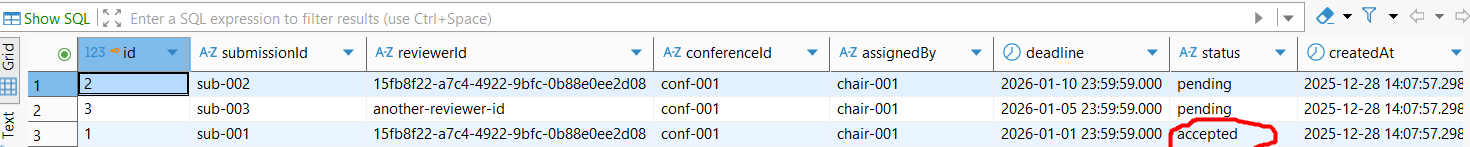 Show SQL Enter a SQL expression to filter results (use Ctrl+Space)
Grid
Text
123 id A-Z submissionId A-Z reviewerId A-Z conferenceId A-Z assignedBy deadline A-Z status createdAt
1 2 sub-002 15fb8f22-a7c4-4922-9bfc-0b88e0ee2d08 conf-001 chair-001 2026-01-10 23:59:59.000 pending 2025-12-28 14:07:57.298
2 3 sub-003 another-reviewer-id conf-001 chair-001 2026-01-05 23:59:59.000 pending 2025-12-28 14:07:57.298
3 1 sub-001 15fb8f22-a7c4-4922-9bfc-0b88e0ee2d08 conf-001 chair-001 2026-01-01 23:59:59.000 accepted 2025-12-28 14:07:57.298